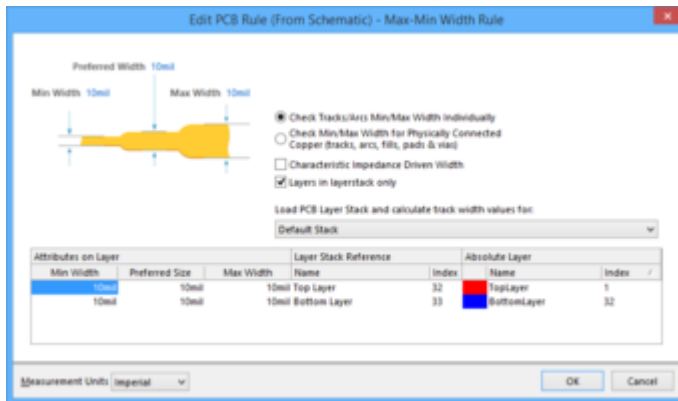 Edit PCB Rule (From Schematic) - Max-Min Width Rule
Preferred Width 10mil
Min Width 10mil Max Width 10mil
Check Tracks/Arcs Min/Max Width Individually
Check Min/Max Width for Physically Connected
Copper (tracks, arcs, fills, pads & vias)
Characteristic Impedance Driven Width
Layers in layerstack only
Load PCB Layer Stack and calculate track width values for:
Default Stack
Attributes on Layer Layer Stack Reference Absolute Layer
Min Width Preferred Size Max Width Name Index Name Index
10mil 10mil 10mil Top Layer 32 TopLayer 1
10mil 10mil 10mil Bottom Layer 33 BottomLayer 32
Measurement Units Imperial OK Cancel